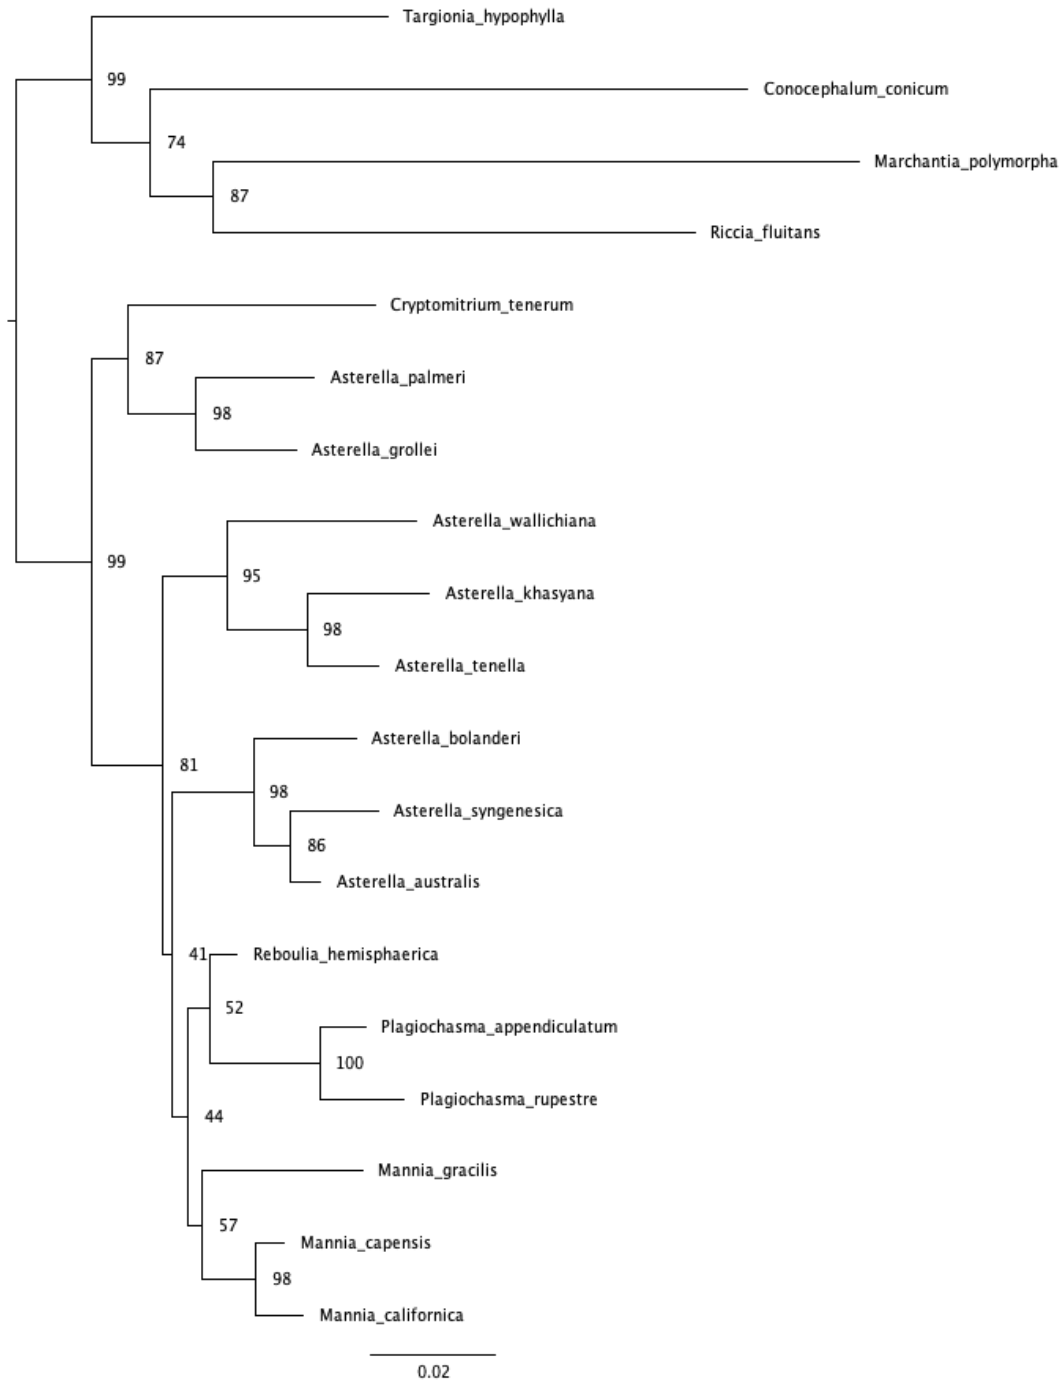 Targionia_hypophylla
99
Conocephalum_conicum
74
Marchantia_polymorpha
87
Riccia_fluitans
Cryptomitrium_tenerum
87
Asterella_palmeri
98
Asterella_grollei
Asterella_wallichiana
99
95
Asterella_khasyana
98
Asterella_tenella
Asterella_bolanderi
81
98
Asterella_syngenesica
86
Asterella_australis
41
Reboulia_hemisphaerica
52
Plagiochasma_appendiculatum
100
Plagiochasma_rupestre
44
Mannia_gracilis
57
Mannia_capensis
98
Mannia_californica
0.02